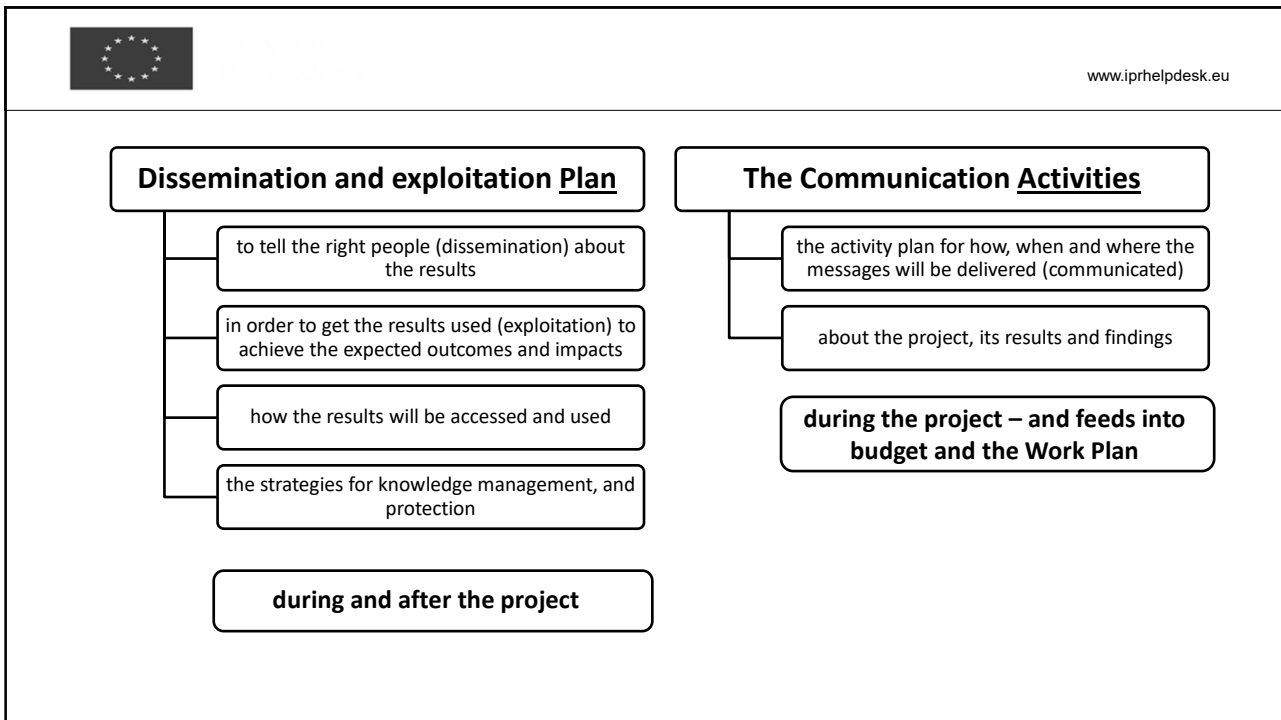 www.iprhelpdesk.eu
Dissemination and exploitation Plan
to tell the right people (dissemination) about
the results
in order to get the results used (exploitation) to
achieve the expected outcomes and impacts
how the results will be accessed and used
the strategies for knowledge management, and
protection
during and after the project
The Communication Activities
the activity plan for how, when and where the
messages will be delivered (communicated)
about the project, its results and findings
during the project – and feeds into
budget and the Work Plan